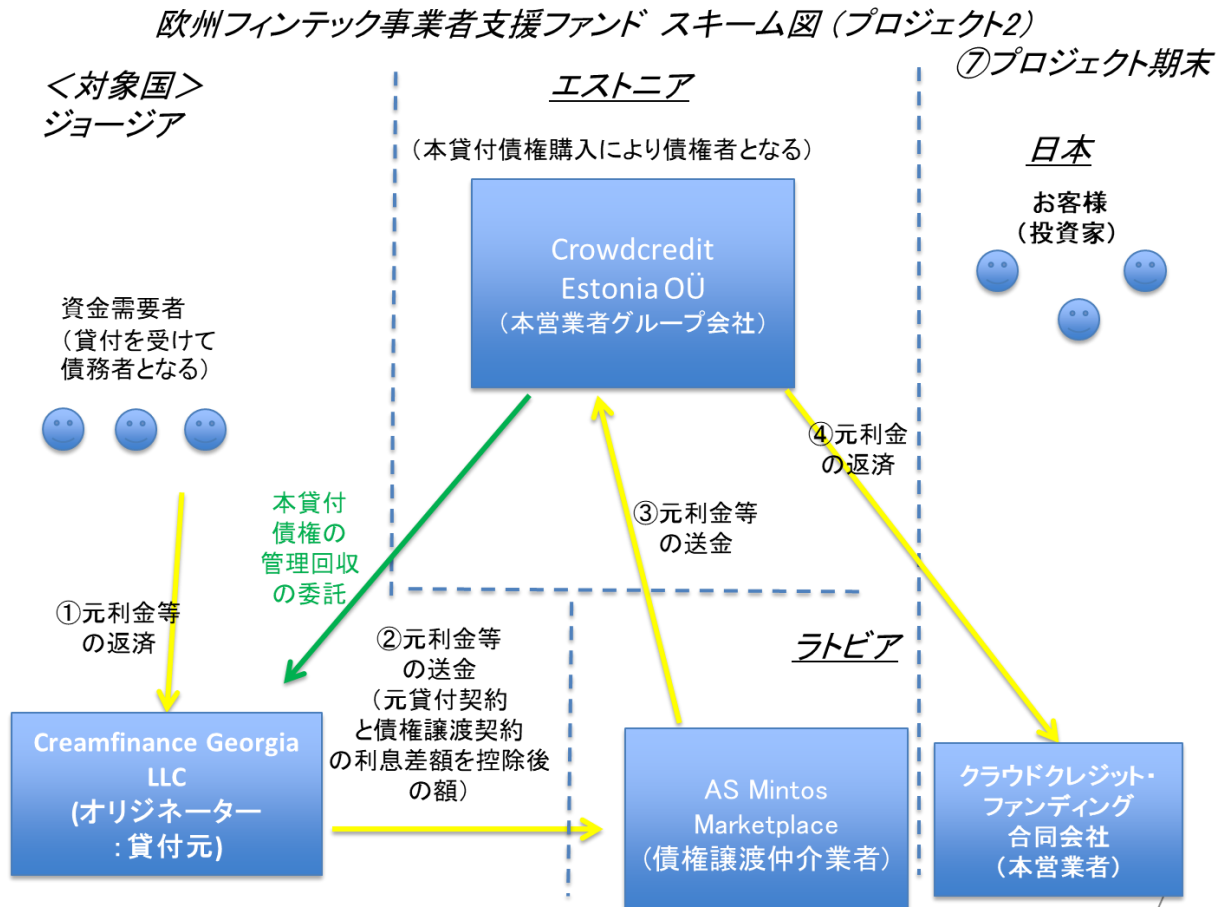 欧州フィンテック事業者支援ファンド スキーム図（プロジェクト2）
⑦プロジェクト期末
＜対象国＞
ジョージア
エストニア
日本
（本貸付債権購入により債権者となる）
お客様
（投資家）
Crowdcredit
Estonia OÜ
（本営業者グループ会社）
資金需要者
（貸付を受けて
債務者となる）
④元利金
の返済
本貸付
債権の
管理回収
の委託
③元利金等
の送金
①元利金等
の返済
②元利金等
の送金
（元貸付契約
と債権譲渡契約
の利息差額を控除後
の額）
ラトビア
Creamfinance Georgia
LLC
(オリジネーター
：貸付元)
AS Mintos
Marketplace
（債権譲渡仲介業者）
クラウドクレジット・
ファンディング
合同会社
（本営業者）